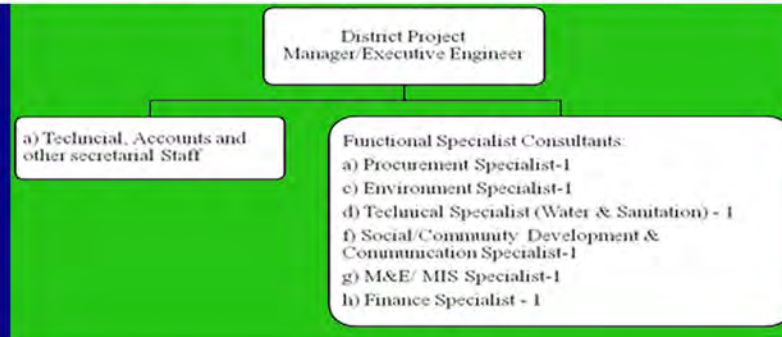 District Project
Manager/Executive Engineer
a) Techncial, Accounts and
other secretarial Staff
Functional Specialist Consultants:
a) Procurement Specialist-1
c) Environment Specialist-1
d) Technical Specialist (Water & Sanitation) - 1
f) Social/Community Development &
Communication Specialist-1
g) M&E/ MIS Specialist-1
h) Finance Specialist - 1